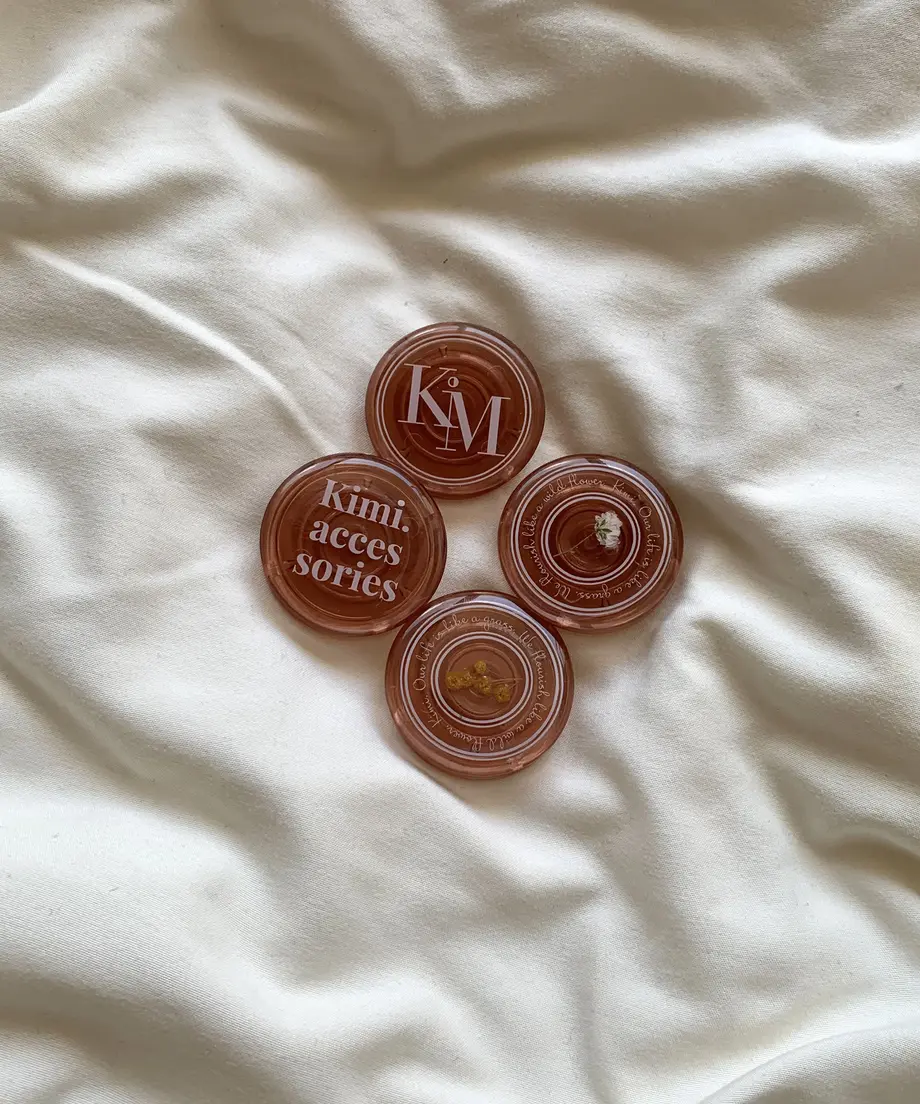 KiM
Kimi.
acces
sories
Our life is like a grass. We flourish like a wild flower. Kimi.
Our life is like a grass. We flourish like a wild flower. Kimi.